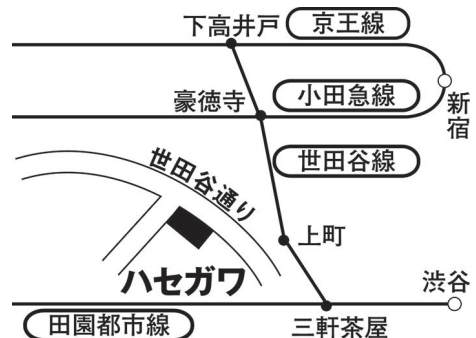 下高井戸
京王線
豪徳寺
小田急線
新宿
世田谷線
世田谷通り
上町
ハセガワ
渋谷
田園都市線
三軒茶屋